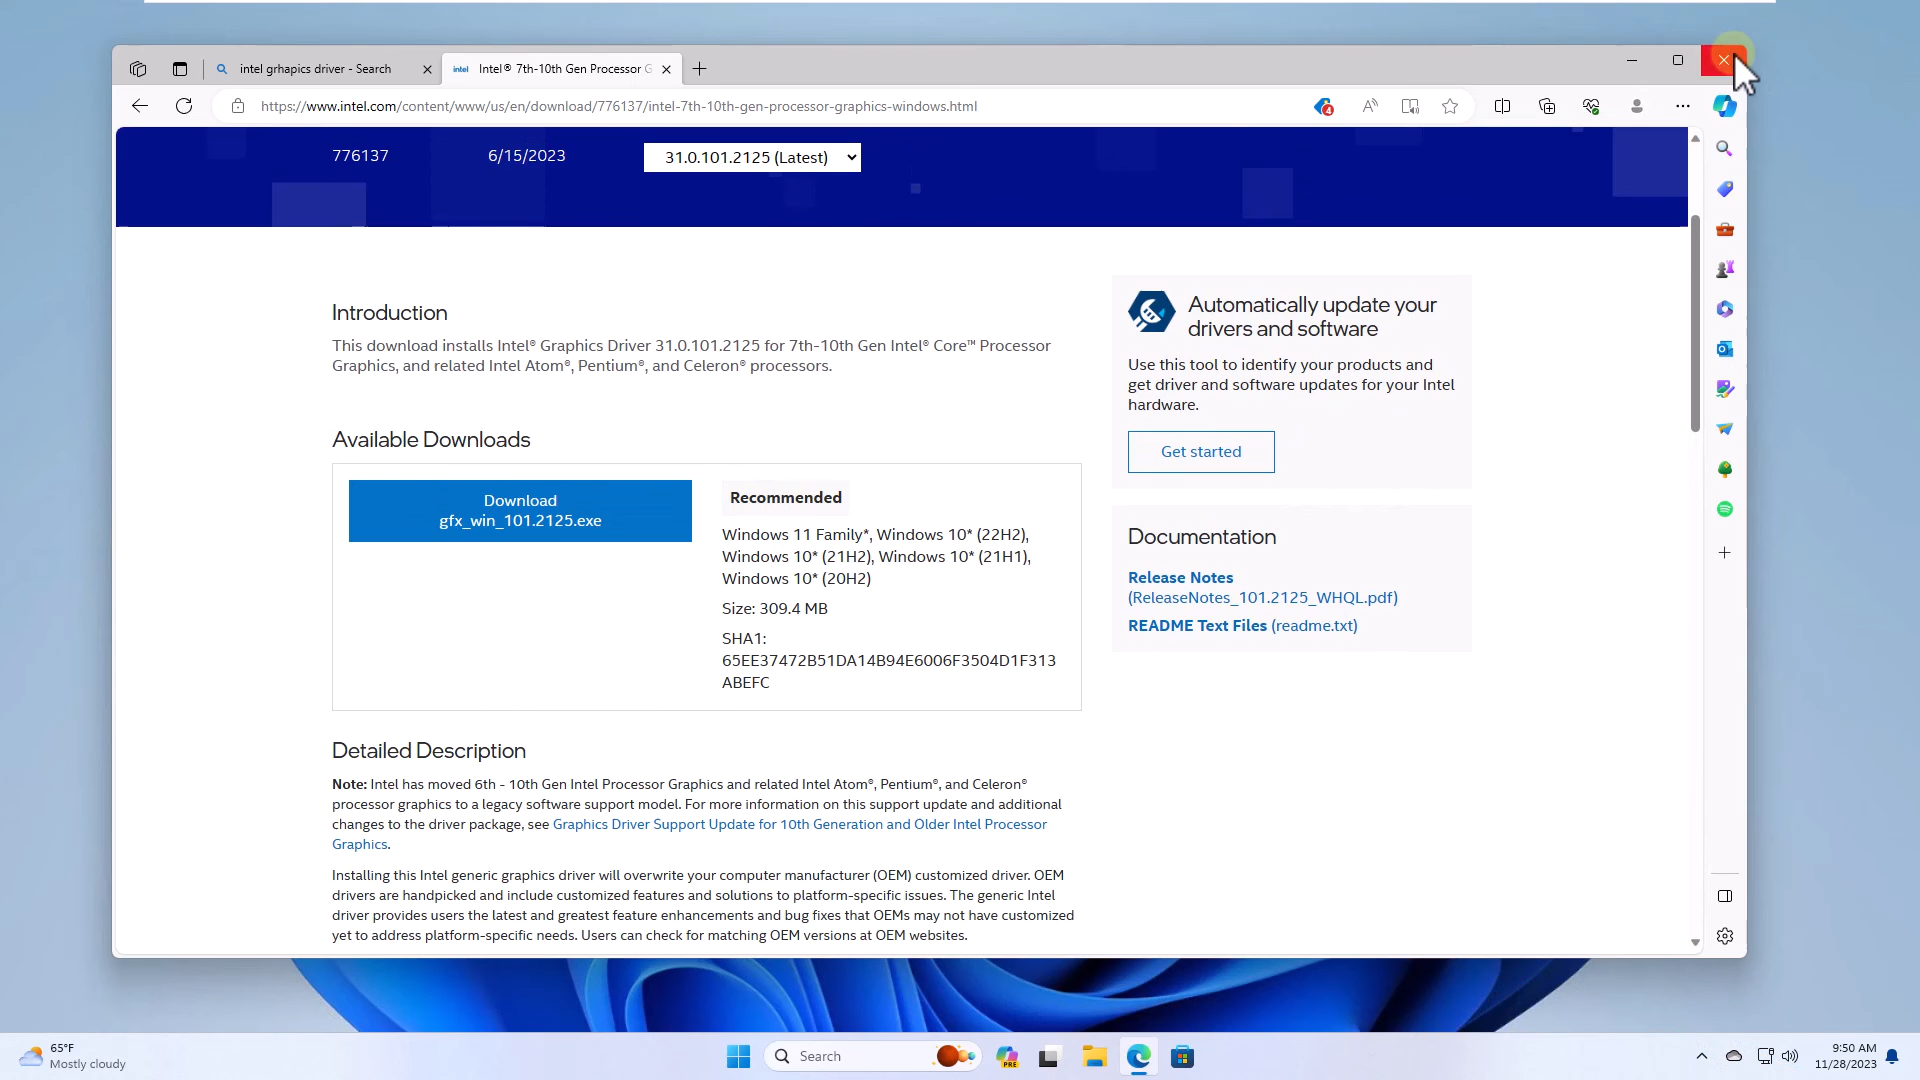 intel grhapics driver - Search
intel Intel® 7th-10th Gen Processor G
https://www.intel.com/content/www/us/en/download/776137/intel-7th-10th-gen-processor-graphics-windows.html
776137 6/15/2023 31.0.101.2125 (Latest)
Introduction
This download installs Intel® Graphics Driver 31.0.101.2125 for 7th-10th Gen Intel® Core™ Processor
Graphics, and related Intel Atom®, Pentium®, and Celeron® processors.
Available Downloads
Download
gfx_win_101.2125.exe
Recommended
Windows 11 Family*, Windows 10* (22H2),
Windows 10* (21H2), Windows 10* (21H1),
Windows 10* (20H2)
Size: 309.4 MB
SHA1:
65EE37472B51DA14B94E6006F3504D1F313
ABEFC
Detailed Description
Note: Intel has moved 6th - 10th Gen Intel Processor Graphics and related Intel Atom®, Pentium®, and Celeron®
processor graphics to a legacy software support model. For more information on this support update and additional
changes to the driver package, see Graphics Driver Support Update for 10th Generation and Older Intel Processor
Graphics.
Installing this Intel generic graphics driver will overwrite your computer manufacturer (OEM) customized driver. OEM
drivers are handpicked and include customized features and solutions to platform-specific issues. The generic Intel
driver provides users the latest and greatest feature enhancements and bug fixes that OEMs may not have customized
yet to address platform-specific needs. Users can check for matching OEM versions at OEM websites.
Automatically update your
drivers and software
Use this tool to identify your products and
get driver and software updates for your Intel
hardware.
Get started
Documentation
Release Notes
(ReleaseNotes_101.2125_WHQL.pdf)
README Text Files (readme.txt)
65°F
Mostly cloudy
Search
PRE
9:50 AM
11/28/2023